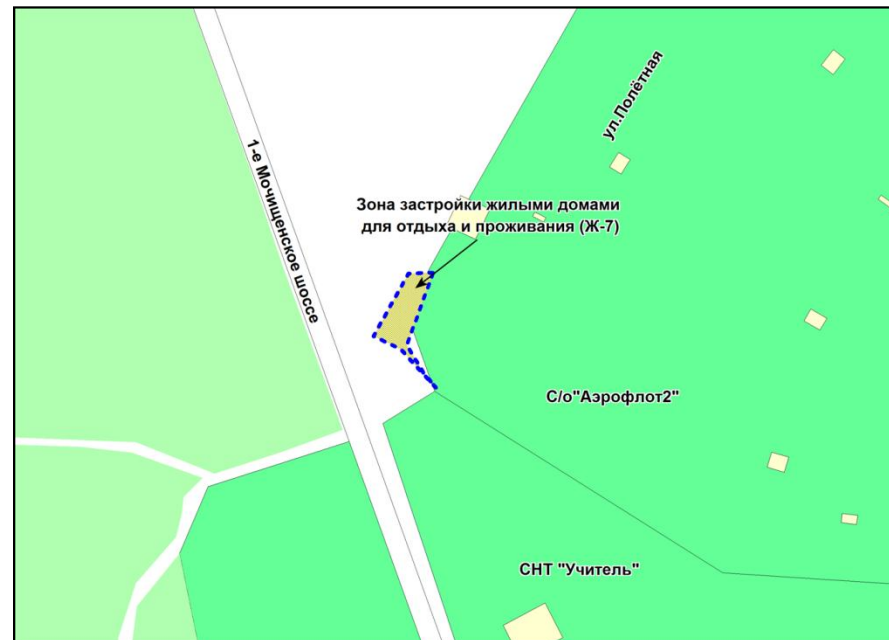 ул.Полётная
1-е Мочищенское шоссе
Зона застройки жилыми домами
для отдыха и проживания (Ж-7)
С/о"Аэрофлот2"
СНТ "Учитель"